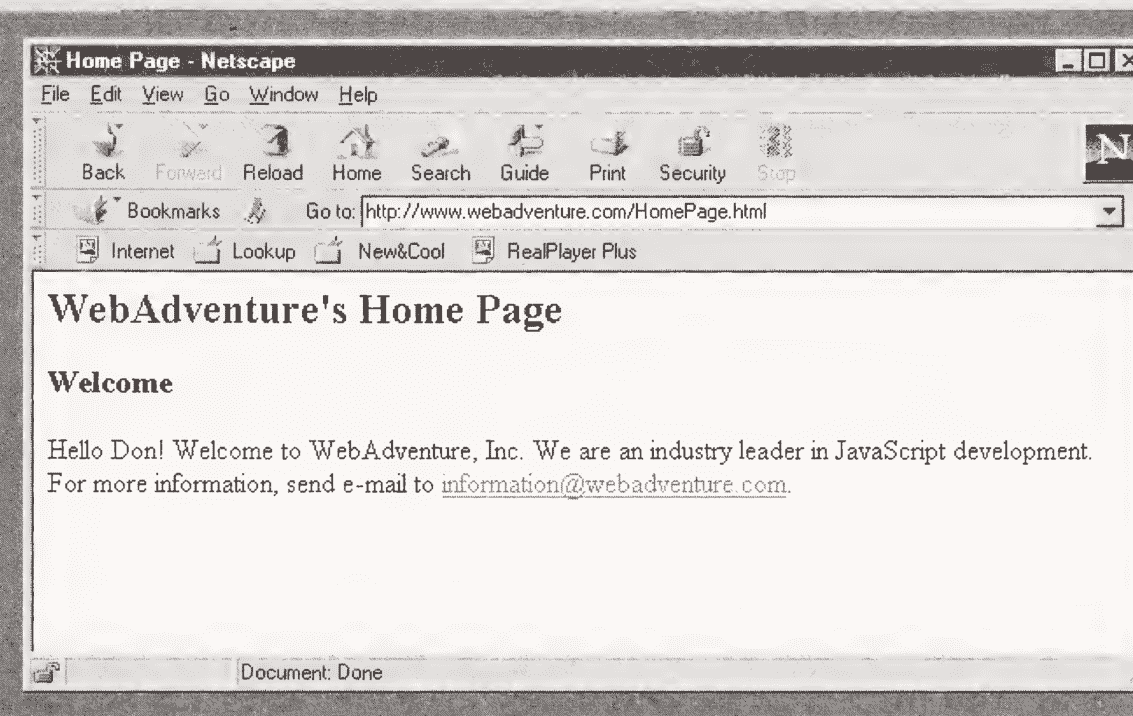 Home Page - Netscape
File Edit View Go Window Help
Back Forward Reload Home Search Guide Print Security Stop
N
Bookmarks Go to: http://www.webadventure.com/HomePage.html
Internet Lookup New&Cool RealPlayer Plus
WebAdventure's Home Page
Welcome
Hello Don! Welcome to WebAdventure, Inc. We are an industry leader in JavaScript development.
For more information, send e-mail to information@webadventure.com.
Document: Done